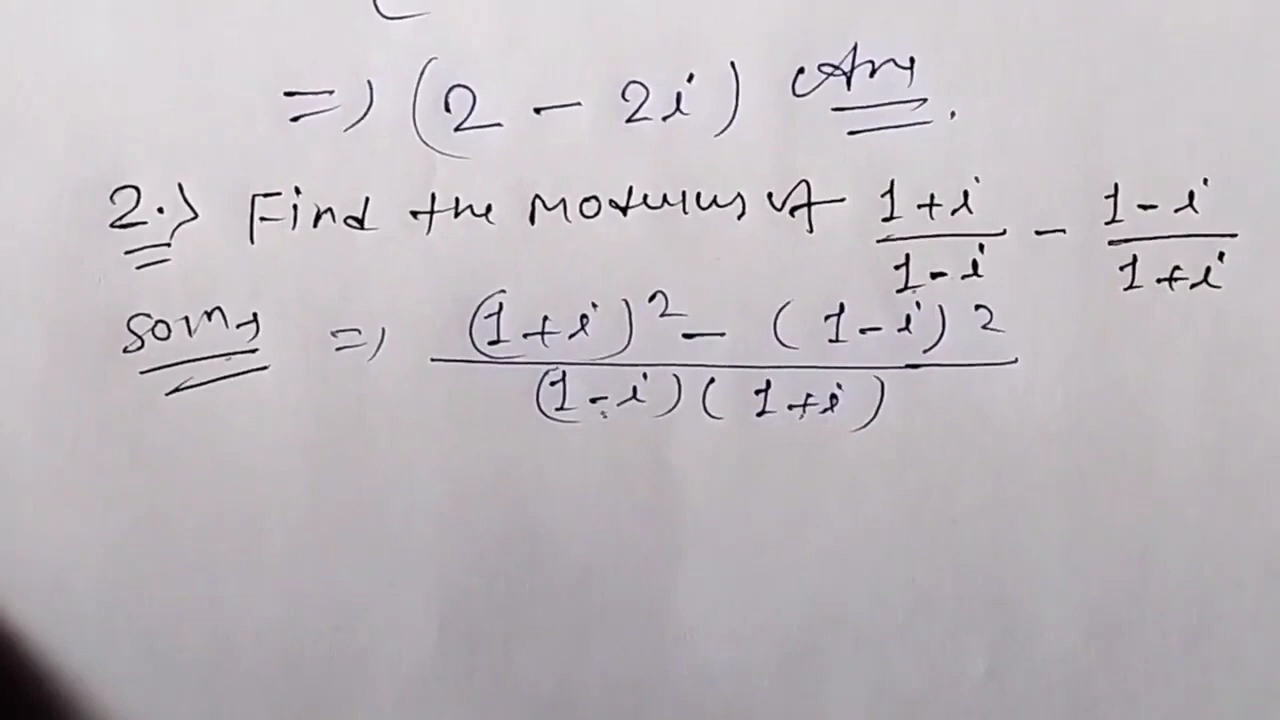 => (2 - 2i) Ans.
2.> Find the Modulus of (1+i)/(1-i) - (1-i)/(1+i)
Soln => ((1+i)² - (1-i)²)/((1-i)(1+i))